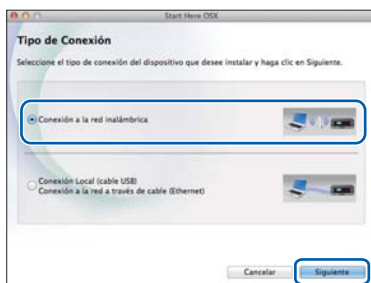 Start Here OSX
Tipo de Conexión
Seleccione el tipo de conexión del dispositivo que desee instalar y haga clic en Siguiente.
Conexión a la red inalámbrica
Conexión Local (cable USB)
Conexión a la red a través de cable (Ethernet)
Cancelar
Siguiente